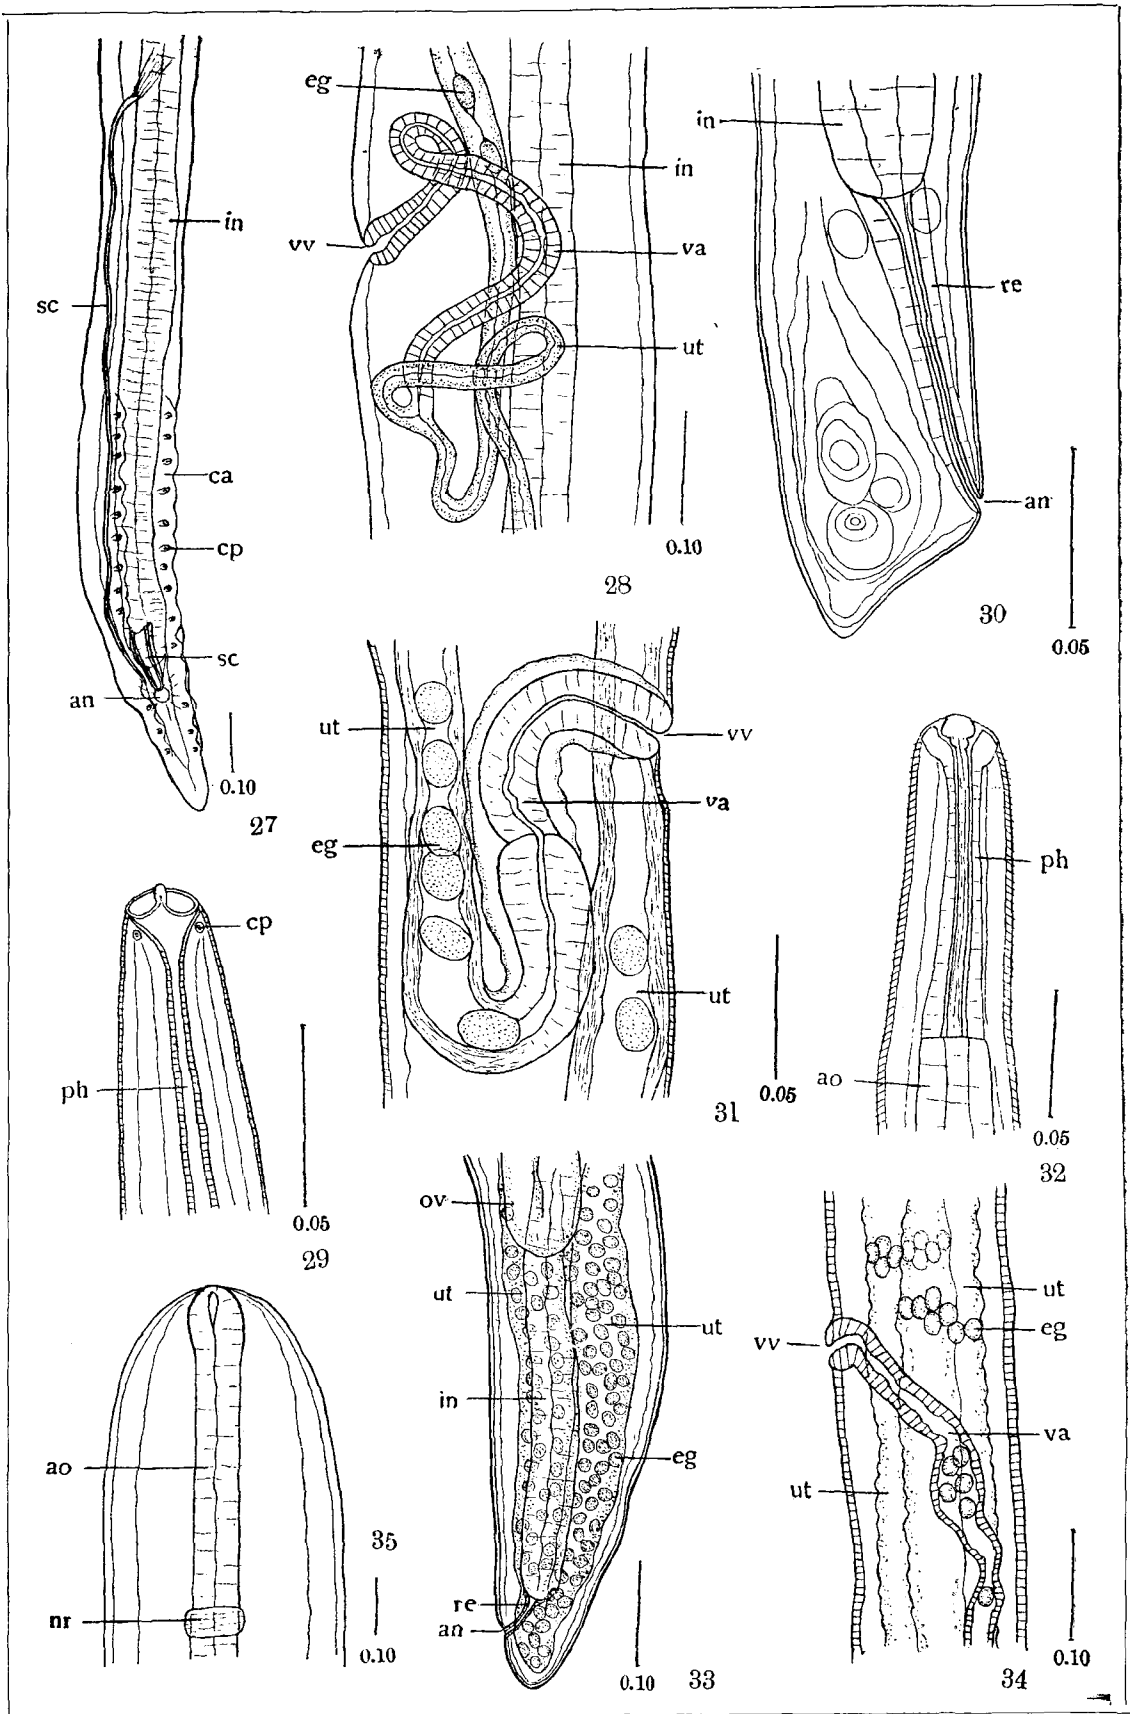 in
sc
ca
cp
sc
an
0.10
27
eg
in
vv
va
ut
0.10
28
in
re
an
0.05
30
cp
ph
0.05
29
ut
vv
va
eg
ut
0.05
31
ph
ao
0.05
32
ov
ut
ut
in
eg
re
an
0.10
33
ut
eg
vv
va
ut
0.10
34
ao
nr
0.10
35